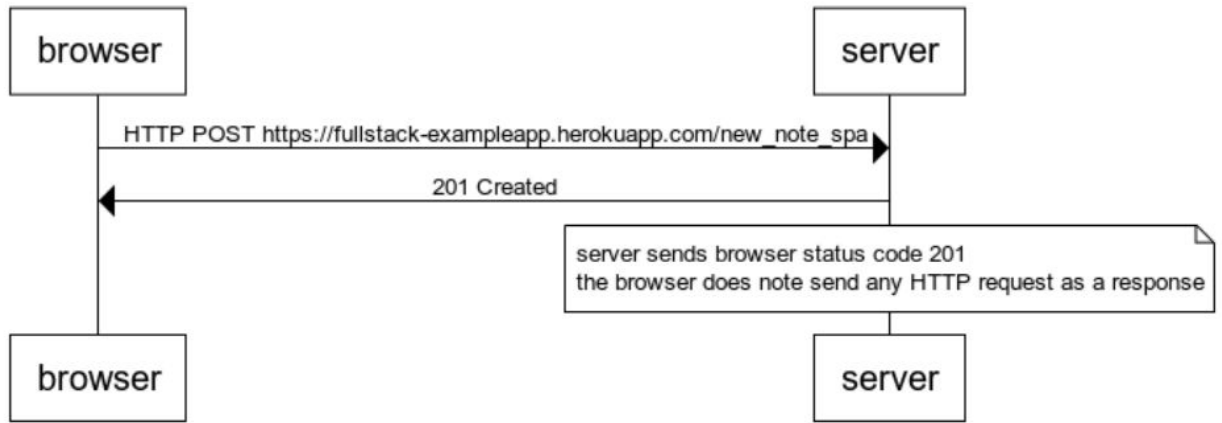 browser
server
HTTP POST https://fullstack-exampleapp.herokuapp.com/new_note_spa
201 Created
server sends browser status code 201
the browser does note send any HTTP request as a response
browser
server